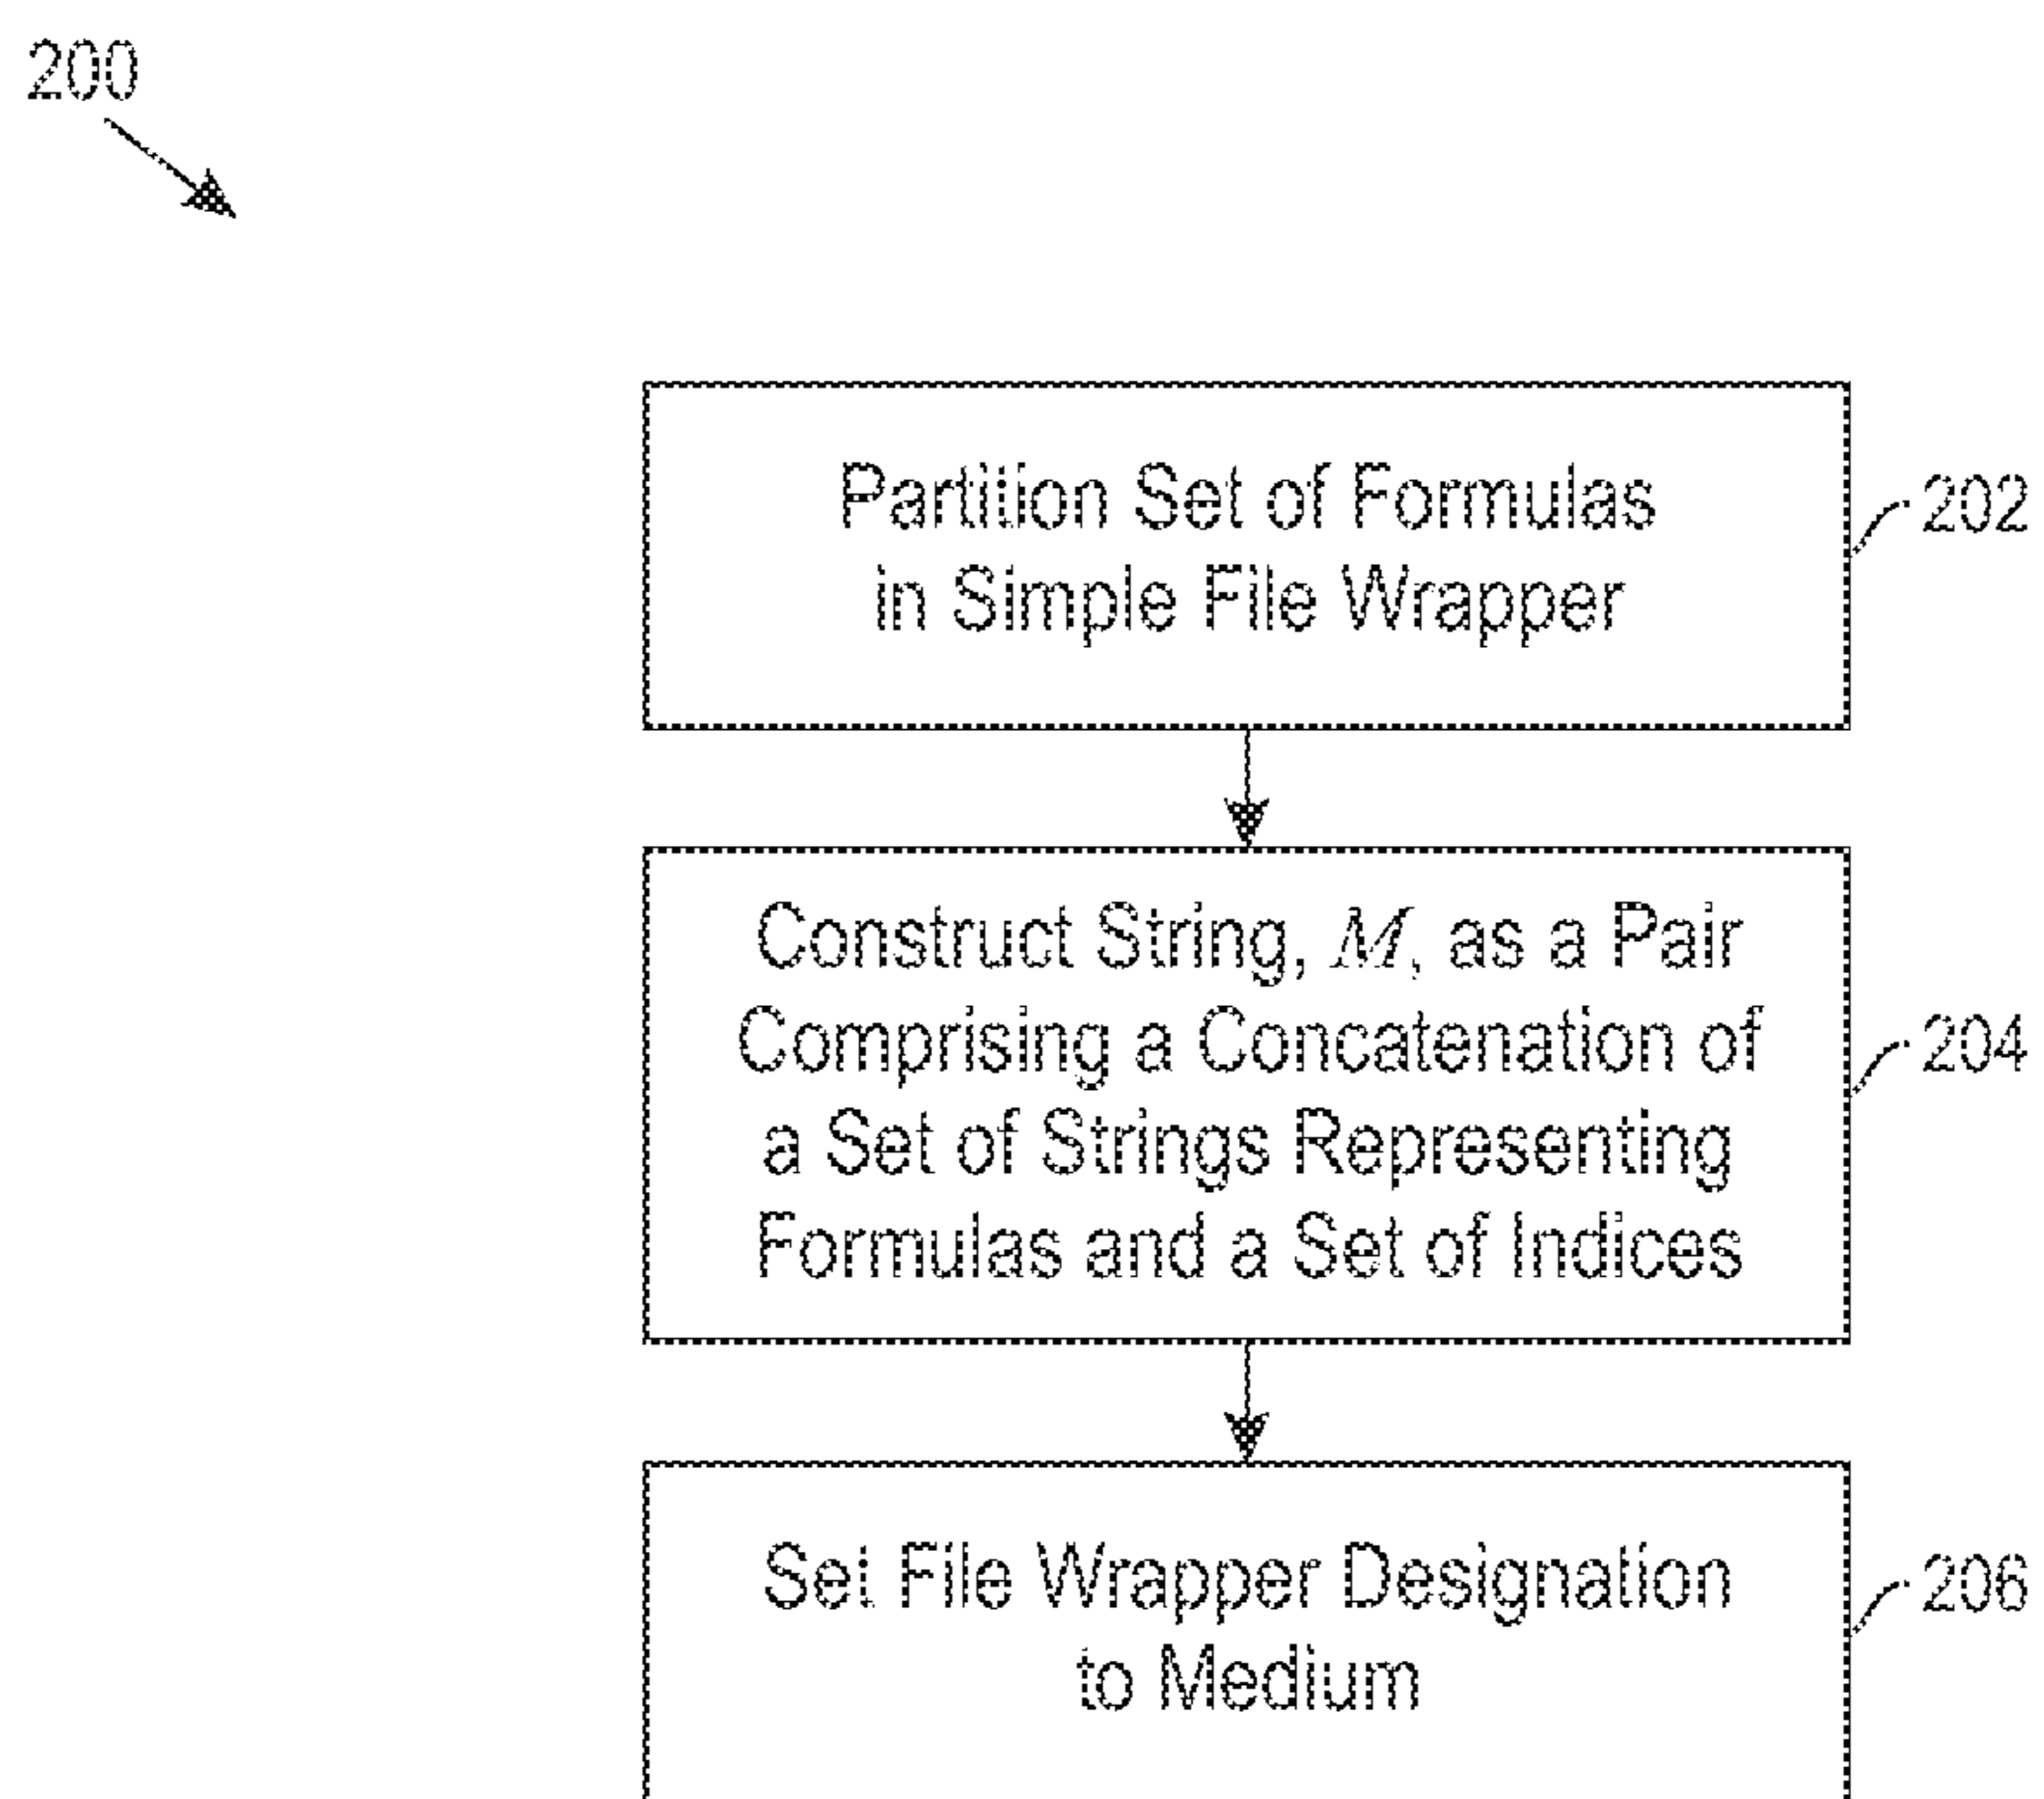 200
Partition Set of Formulas
in Simple File Wrapper
202
Construct String, M, as a Pair
Comprising a Concatenation of
a Set of Strings Representing
Formulas and a Set of Indices
204
Set File Wrapper Designation
to Medium
206